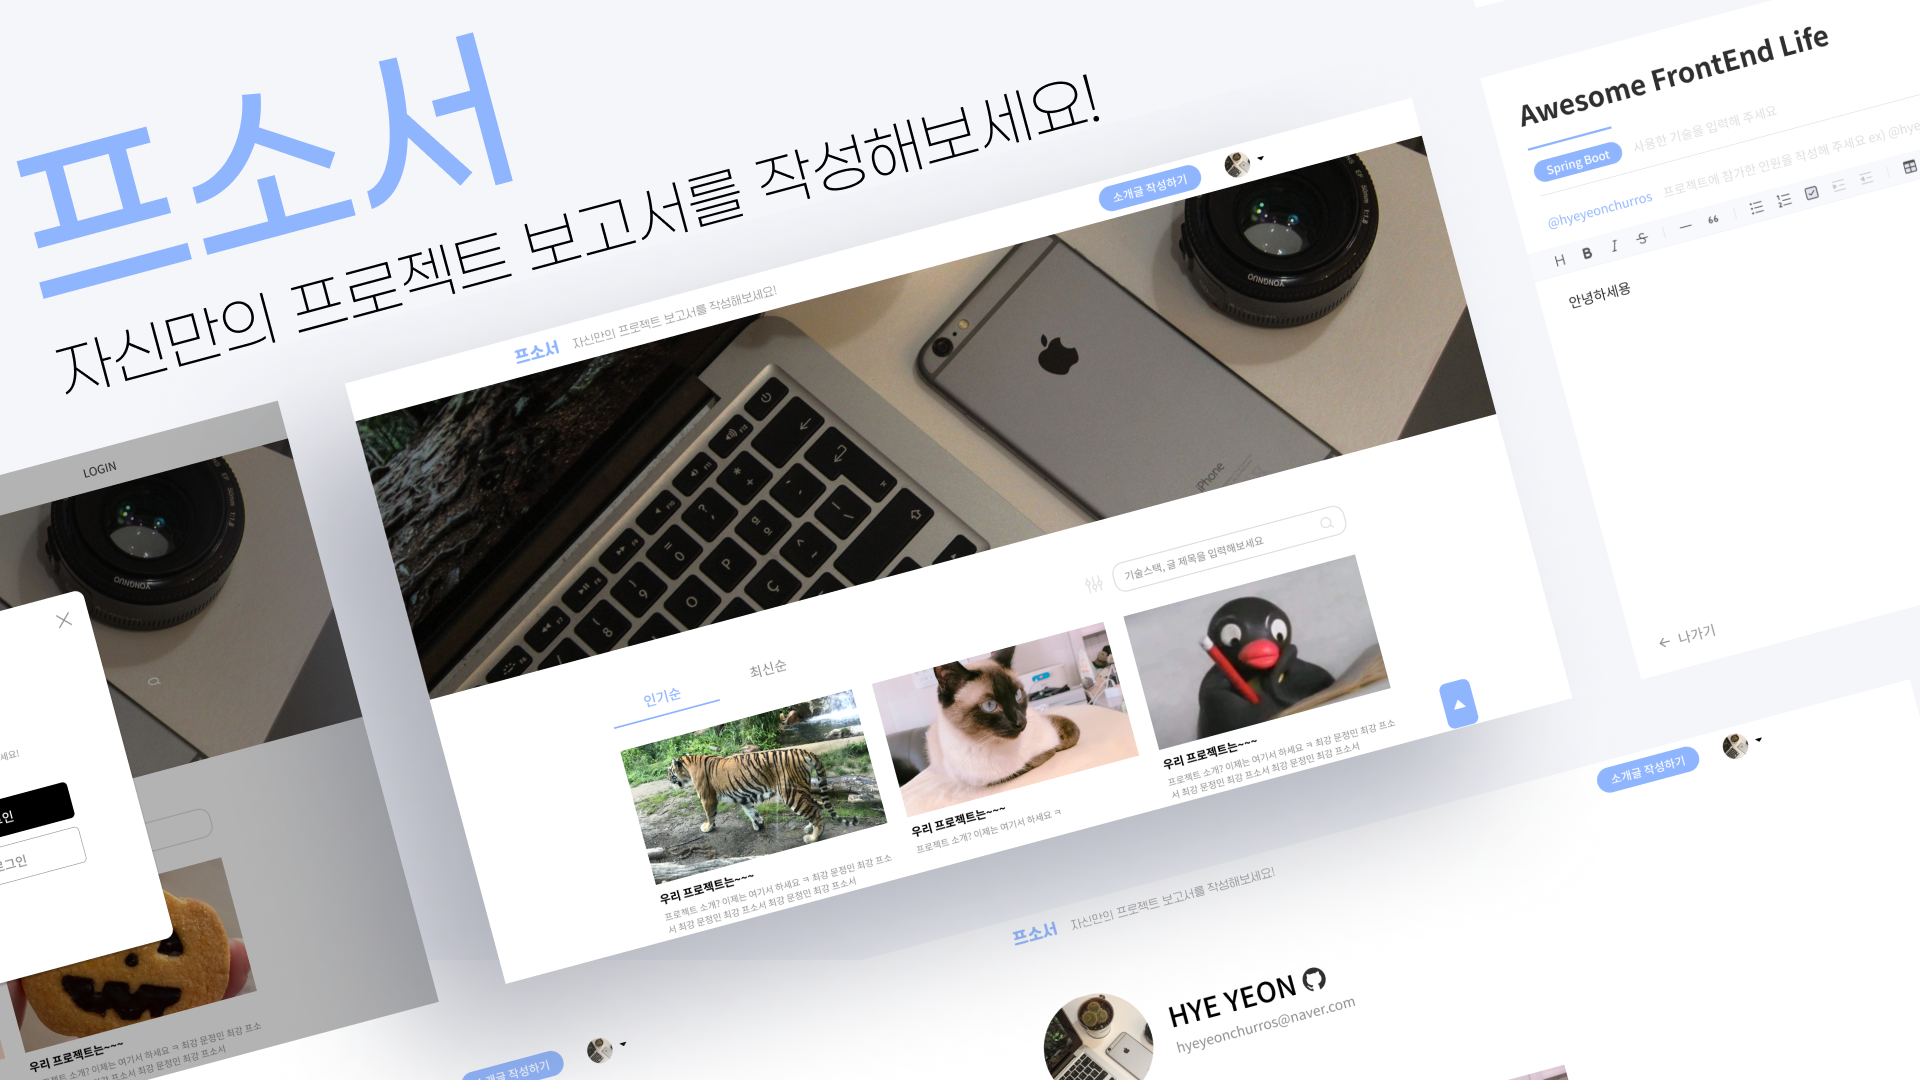 프소서
자신만의 프로젝트 보고서를 작성해보세요!
프소서 자신만의 프로젝트 보고서를 작성해보세요!
소개글 작성하기
YONGNUO
iPhone
기술스택, 글 제목을 입력해보세요
인기순
최신순
우리 프로젝트는~~~
프로젝트 소개? 이제는 여기서 하세요 ㅋ 최강 문정민 최강 프소
서 최강 문정민 최강 프소서 최강 문정민 최강 프소서
우리 프로젝트는~~~
프로젝트 소개? 이제는 여기서 하세요 ㅋ
우리 프로젝트는~~~
프로젝트 소개? 이제는 여기서 하세요 ㅋ 최강 문정민 최강 프소
서 최강 문정민 최강 프소서 최강 문정민 최강 프소서
LOGIN
YONGNUO
세요!
그인
로그인
우리 프로젝트는~~~
프로젝트 소개? 이제는 여기서 하세요 ㅋ 최강 문정민 최강 프소
최강 문정민 최강 프소서
Awesome FrontEnd Life
Spring Boot 사용한 기술을 입력해 주세요
@hyeyeonchurros 프로젝트에 참가한 인원을 작성해 주세요 ex) @hye
H B I S
안녕하세용
나가기
소개글 작성하기
프소서 자신만의 프로젝트 보고서를 작성해보세요!
HYE YEON
hyeyeonchurros@naver.com
소개글 작성하기